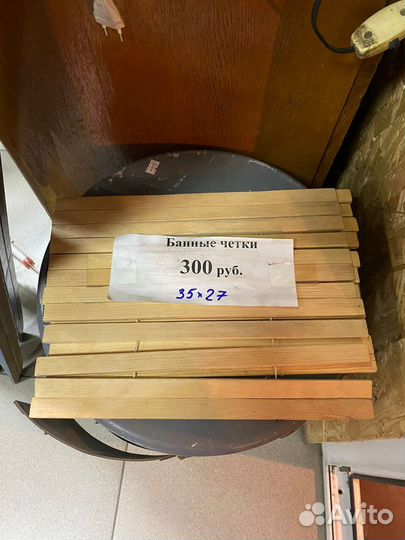 Банные четки
300 руб.
35×27
Avito